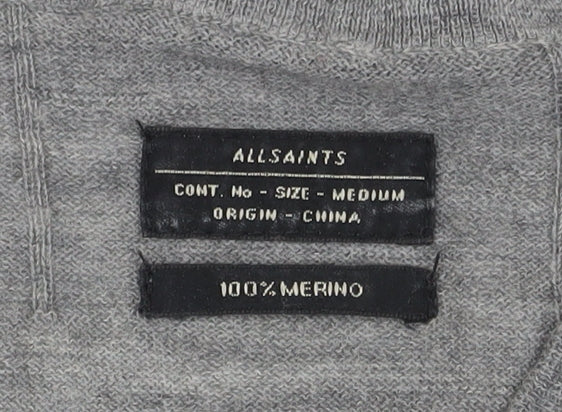 ALLSAINTS
CONT. No - SIZE - MEDIUM
ORIGIN - CHINA
100% MERINO